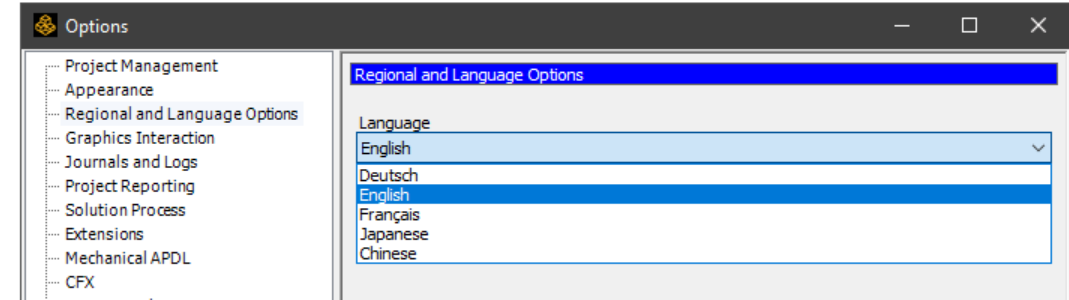 Options
Project Management
Appearance
Regional and Language Options
Graphics Interaction
Journals and Logs
Project Reporting
Solution Process
Extensions
Mechanical APDL
CFX
Regional and Language Options
Language
English
Deutsch
English
Français
Japanese
Chinese